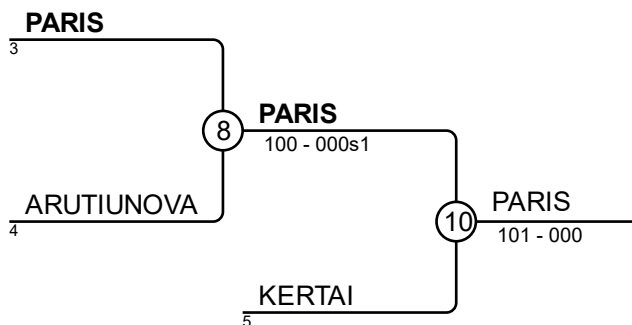 PARIS
3
8
PARIS
100 - 000s1
ARUTIUNOVA
4
10
PARIS
101 - 000
KERTAI
5